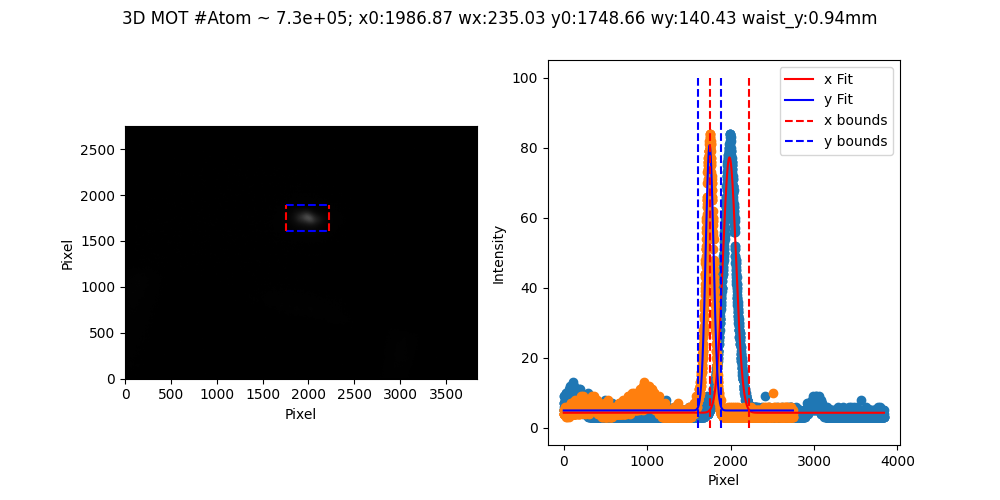 3D MOT #Atom ~ 7.3e+05; x0:1986.87 wx:235.03 y0:1748.66 wy:140.43 waist_y:0.94mm
2500
2000
1500
1000
500
0
Pixel
0 500 1000 1500 2000 2500 3000 3500
Pixel
100
80
60
40
20
0
Intensity
0 1000 2000 3000 4000
Pixel
x Fit
y Fit
x bounds
y bounds